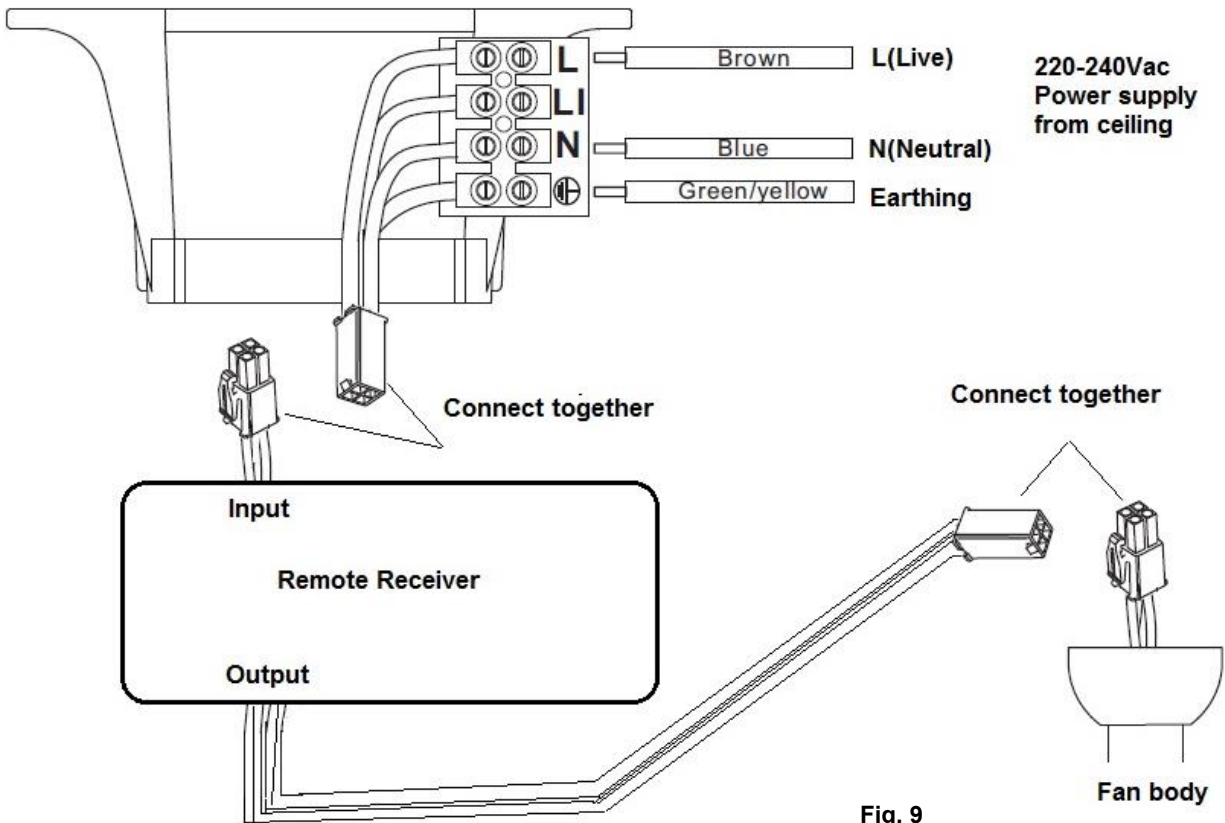 L
Brown
L(Live)
220-240Vac
Power supply
from ceiling
LI
N
Blue
N(Neutral)
Green/yellow
Earthing
Connect together
Connect together
Input
Remote Receiver
Output
Fan body
Fig. 9